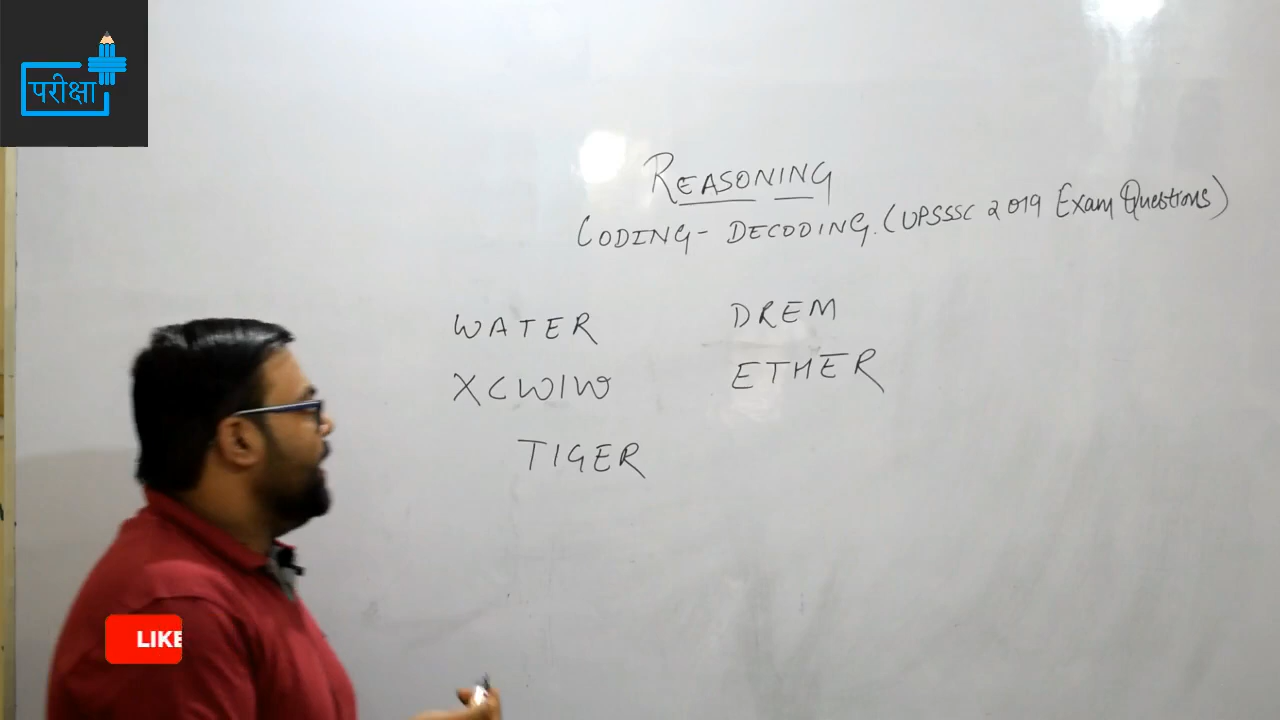 परीक्षा
REASONING
CODING - DECODING. (UPSSSC 2019 Exam Questions)
WATER
XCWIW
TIGER
DREM
ETHER
LIKE